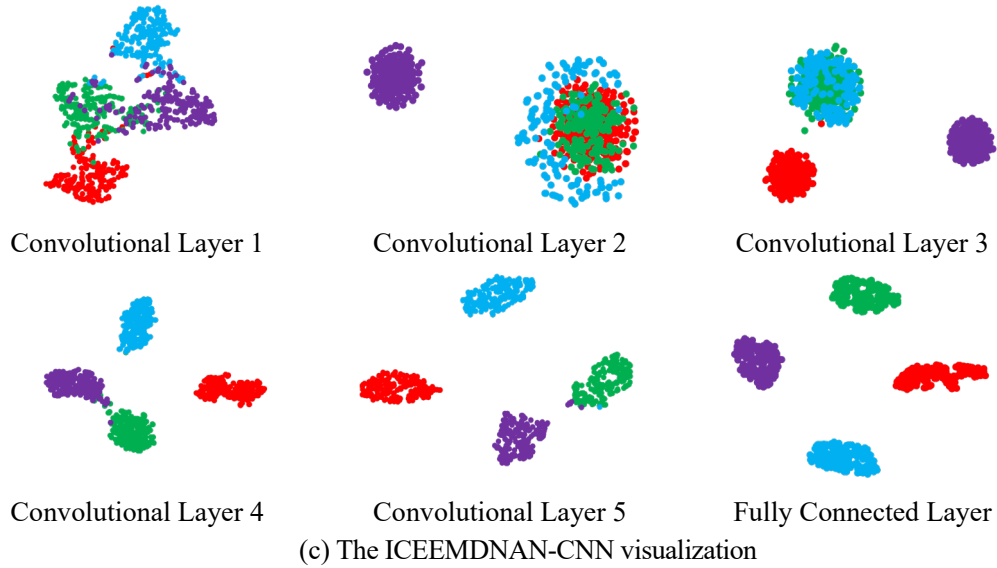 Convolutional Layer 1
Convolutional Layer 2
Convolutional Layer 3
Convolutional Layer 4
Convolutional Layer 5
Fully Connected Layer
(c) The ICEEMDNAN-CNN visualization